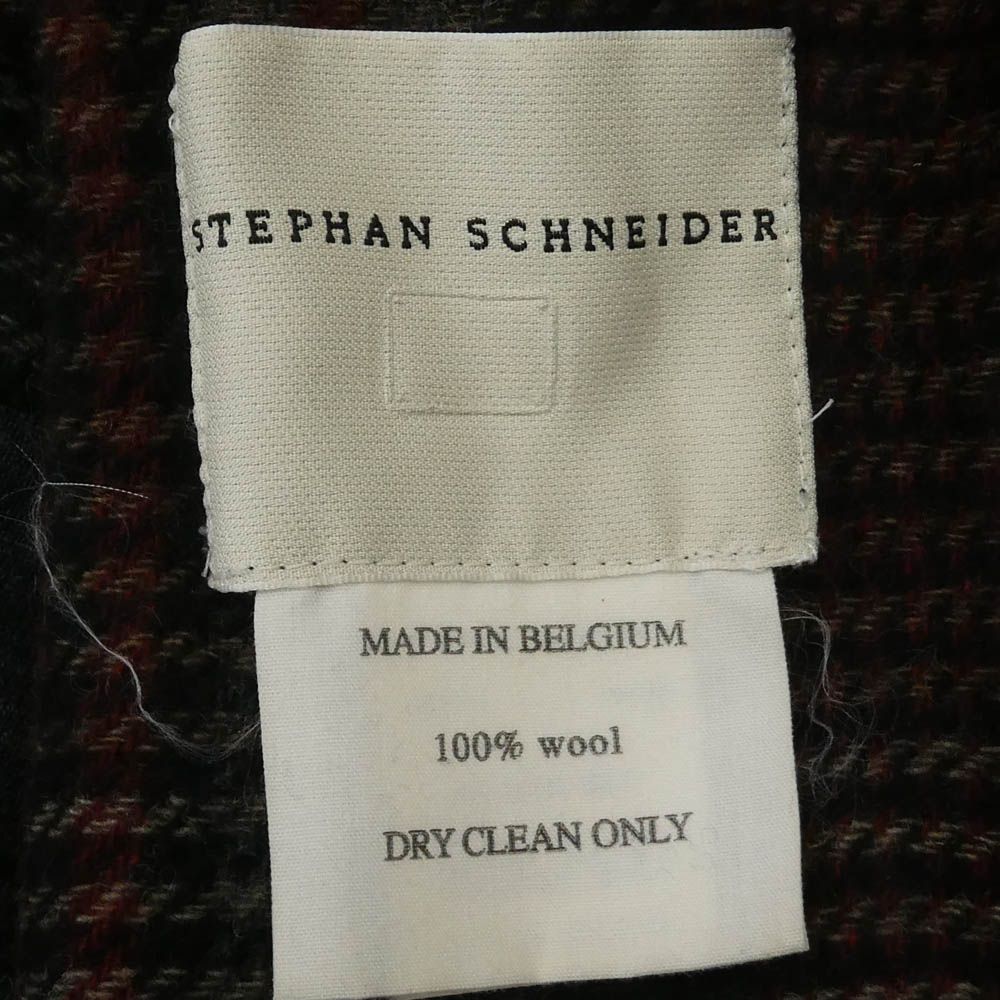 STEPHAN SCHNEIDER
MADE IN BELGIUM
100% wool
DRY CLEAN ONLY